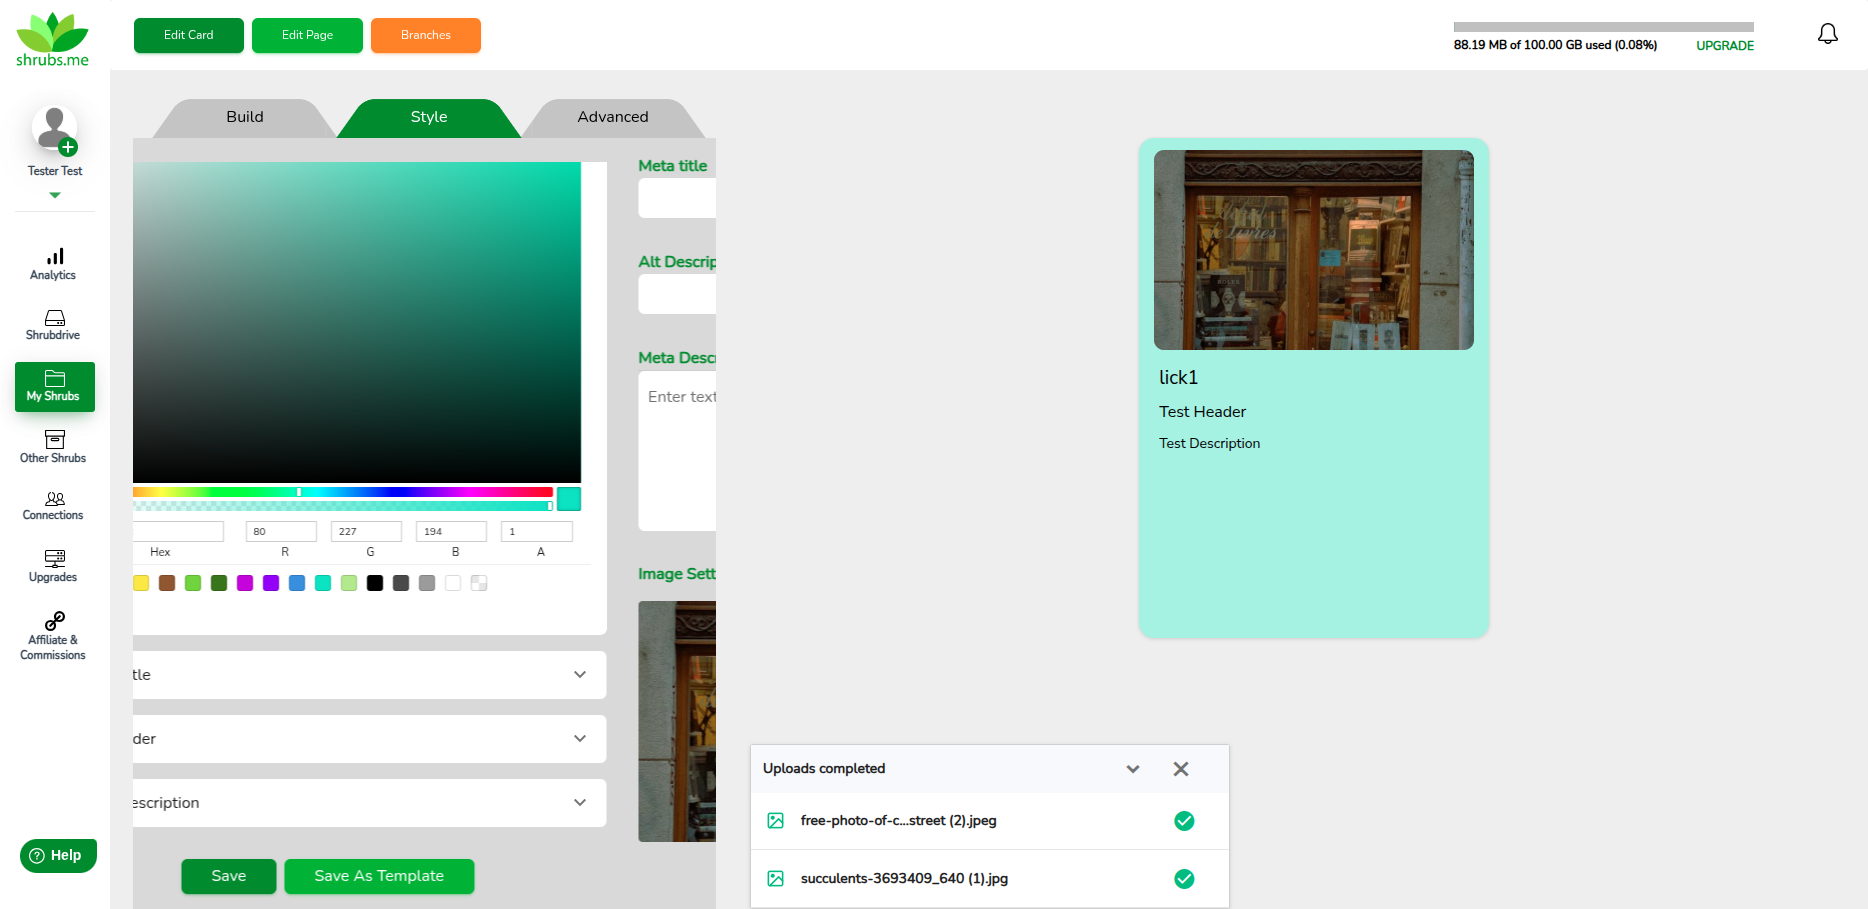 shrubs.me
Edit Card
Edit Page
Branches
88.19 MB of 100.00 GB used (0.08%)
UPGRADE
Tester Test
Analytics
Shrubdrive
My Shrubs
Other Shrubs
Connections
Upgrades
Affiliate &
Commissions
Help
Build
Style
Advanced
Meta title
Alt Descrip
Meta Descr
Enter text
Image Sett
80
227
194
1
Hex
R
G
B
A
tle
der
escription
Save
Save As Template
Livres
lick1
Test Header
Test Description
Uploads completed
free-photo-of-c...street (2).jpeg
succulents-3693409_640 (1).jpg